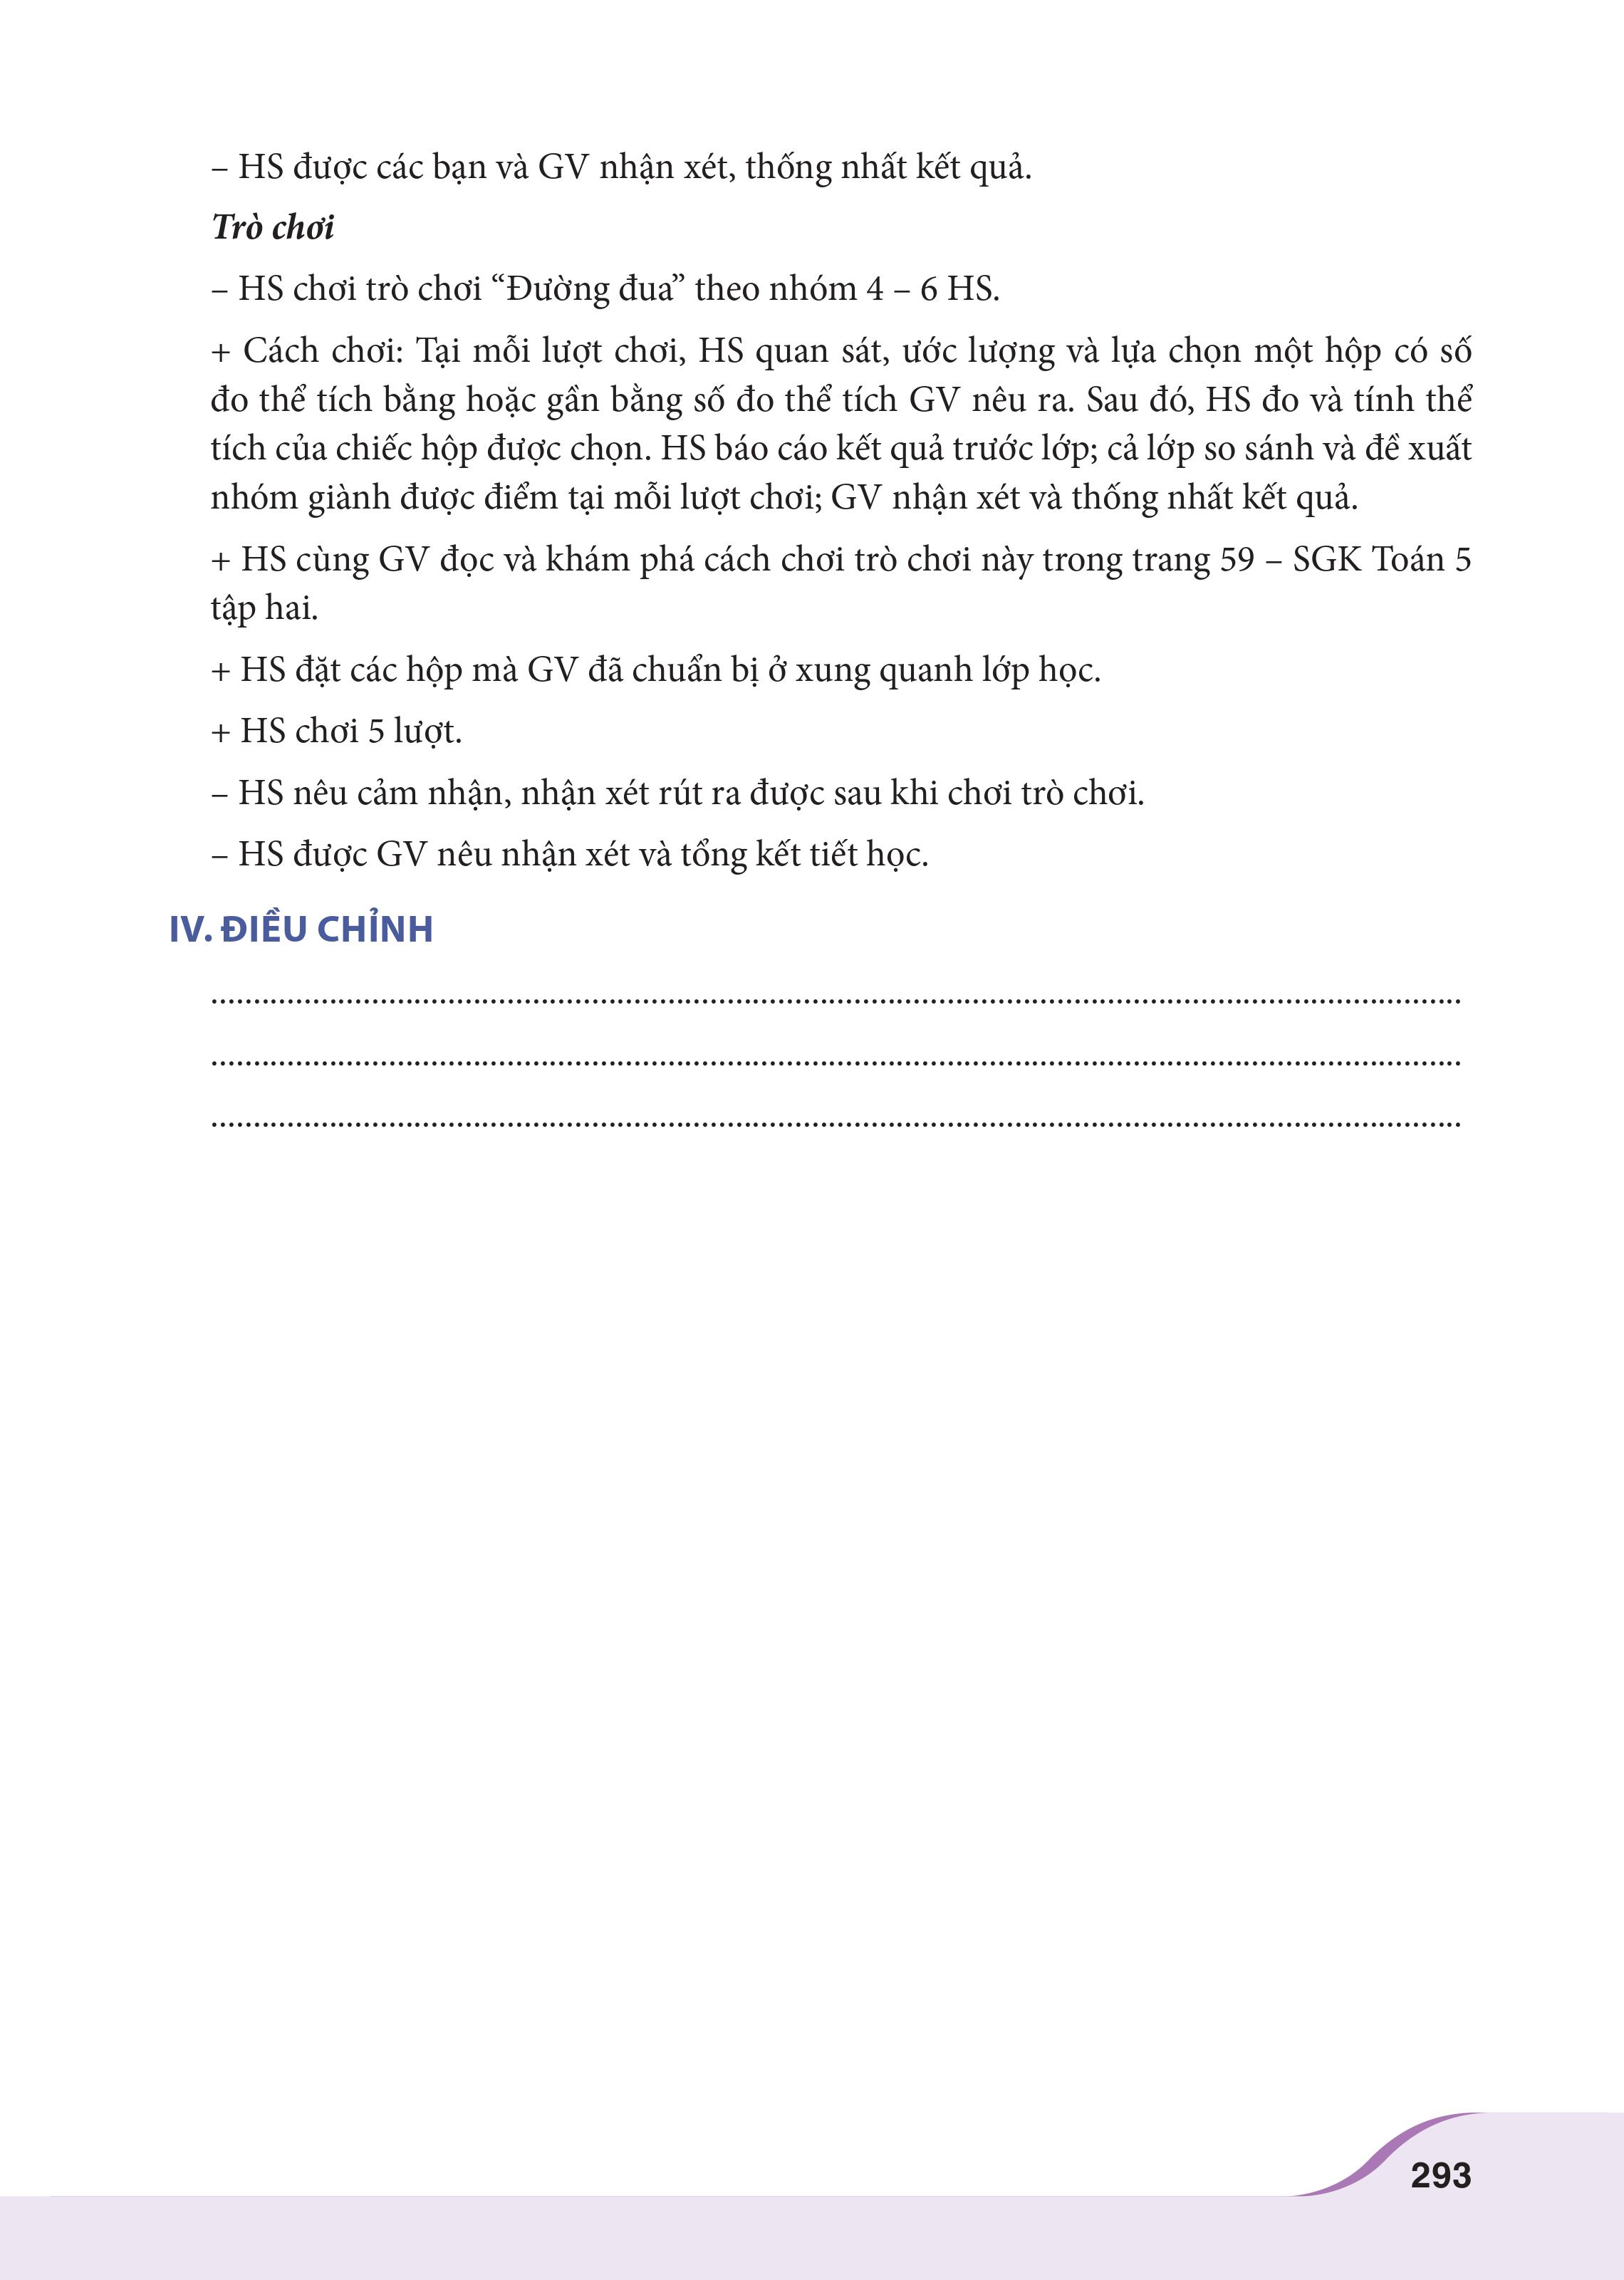 – HS được các bạn và GV nhận xét, thống nhất kết quả.
Trò chơi
– HS chơi trò chơi “Đường đua” theo nhóm 4 – 6 HS.
+ Cách chơi: Tại mỗi lượt chơi, HS quan sát, ước lượng và lựa chọn một hộp có số
đo thể tích bằng hoặc gần bằng số đo thể tích GV nêu ra. Sau đó, HS đo và tính thể
tích của chiếc hộp được chọn. HS báo cáo kết quả trước lớp; cả lớp so sánh và đề xuất
nhóm giành được điểm tại mỗi lượt chơi; GV nhận xét và thống nhất kết quả.
+ HS cùng GV đọc và khám phá cách chơi trò chơi này trong trang 59 – SGK Toán 5
tập hai.
+ HS đặt các hộp mà GV đã chuẩn bị ở xung quanh lớp học.
+ HS chơi 5 lượt.
– HS nêu cảm nhận, nhận xét rút ra được sau khi chơi trò chơi.
– HS được GV nêu nhận xét và tổng kết tiết học.
IV. ĐIỀU CHỈNH
293